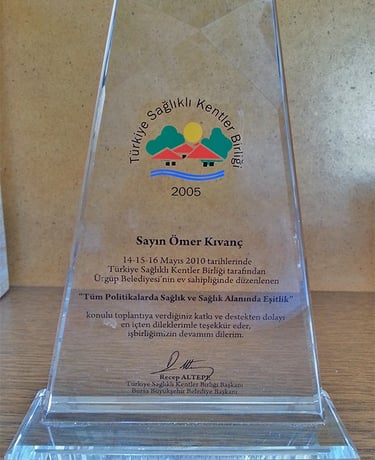 Türkiye Sağlıklı Kentler Birliği
2005
Sayın Ömer Kıvanç
14-15-16 Mayıs 2010 tarihlerinde
Türkiye Sağlıklı Kentler Birliği tarafından
Ürgüp Belediyesi'nin ev sahipliğinde düzenlenen
"Tüm Politikalarda Sağlık ve Sağlık Alanında Eşitlik"
konulu toplantıya verdiğiniz katkı ve destekten dolayı
en içten dileklerimle teşekkür eder,
işbirliğimizin devamını dilerim.
Recep ALTEPE
Türkiye Sağlıklı Kentler Birliği Başkanı
Bursa Büyükşehir Belediye Başkanı